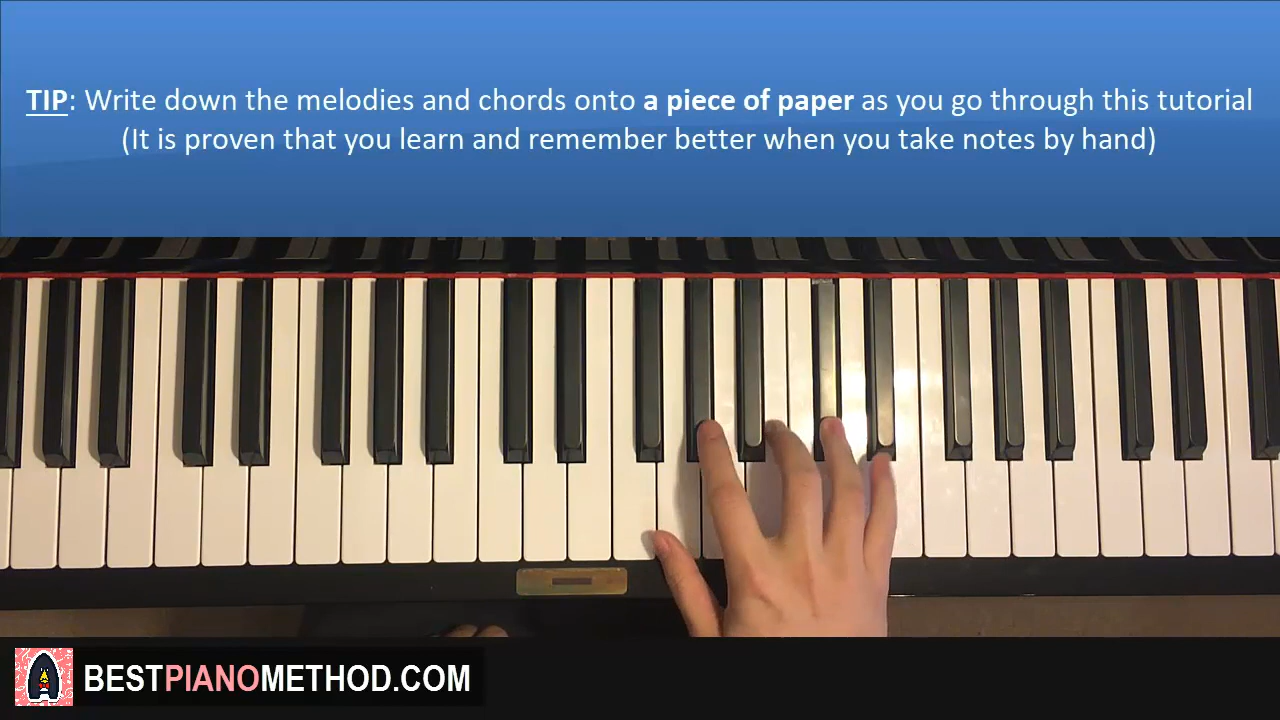 TIP: Write down the melodies and chords onto a piece of paper as you go through this tutorial
(It is proven that you learn and remember better when you take notes by hand)
BESTPIANOMETHOD.COM